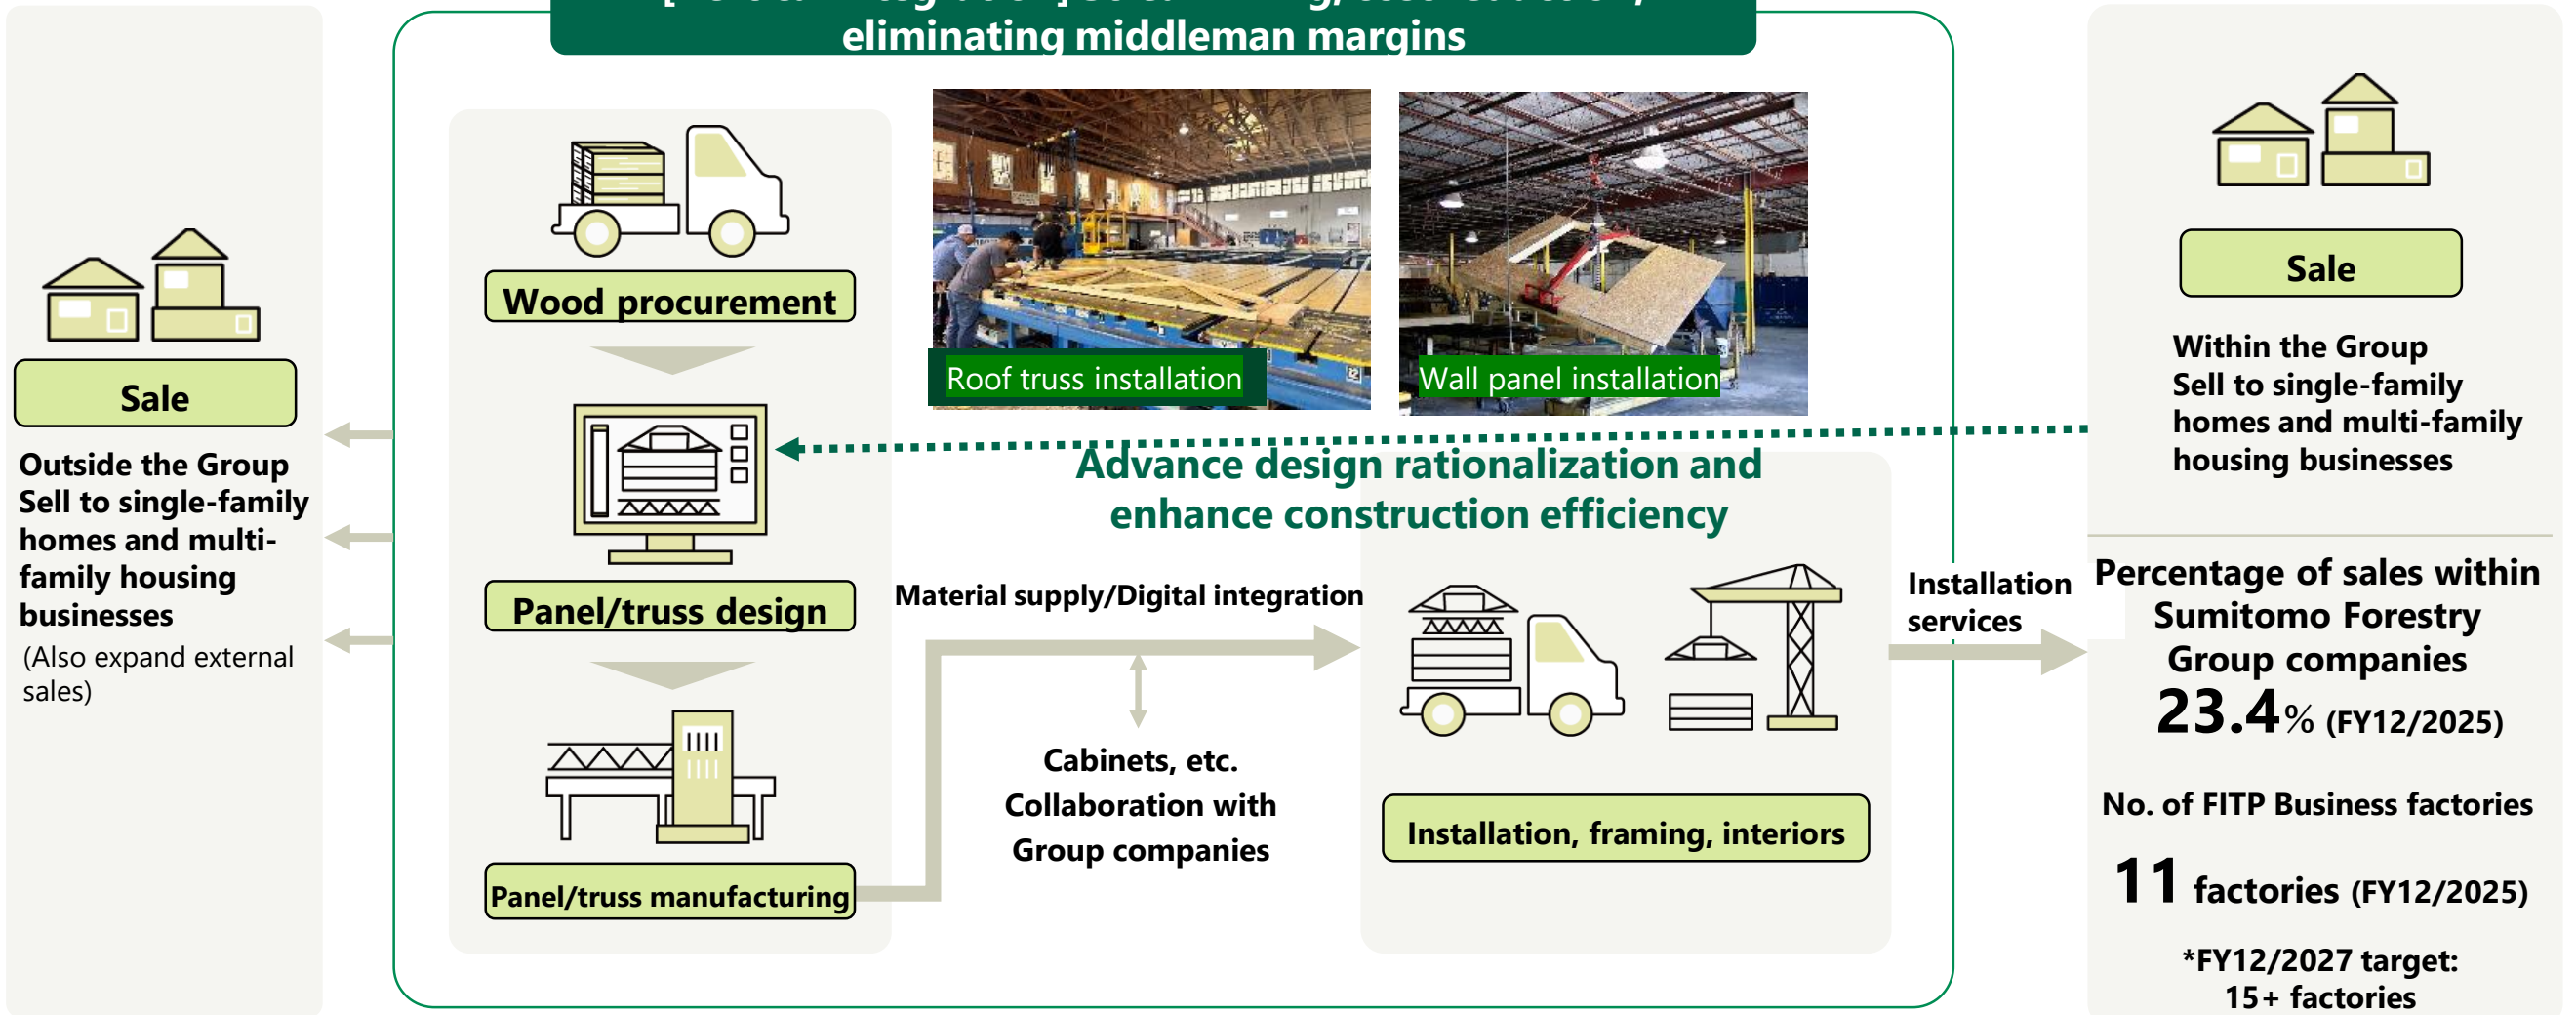 eliminating middleman margins
Sale
Outside the Group
Sell to single-family
homes and multi-
family housing
businesses
(Also expand external
sales)
Wood procurement
Panel/truss design
Panel/truss manufacturing
Roof truss installation
Wall panel installation
Advance design rationalization and
enhance construction efficiency
Material supply/Digital integration
Cabinets, etc.
Collaboration with
Group companies
Installation, framing, interiors
Installation
services
Sale
Within the Group
Sell to single-family
homes and multi-family
housing businesses
Percentage of sales within
Sumitomo Forestry
Group companies
23.4% (FY12/2025)
No. of FITP Business factories
11 factories (FY12/2025)
*FY12/2027 target:
15+ factories